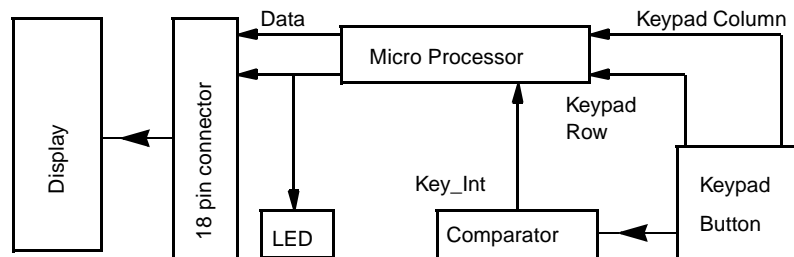 Data
Keypad Column
Micro Processor
Display
18 pin connector
Keypad
Row
Key_Int
Keypad
Button
LED
Comparator